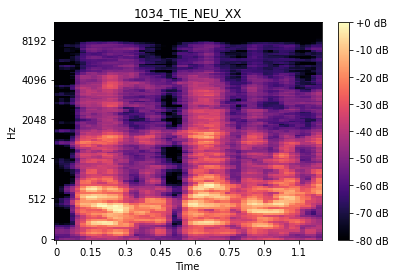 1034_TIE_NEU_XX
+0 dB
8192
-10 dB
4096
-20 dB
-30 dB
2048
Hz
-40 dB
1024
-50 dB
512
-60 dB
-70 dB
0
-80 dB
0 0.15 0.3 0.45 0.6 0.75 0.9 1.1
Time